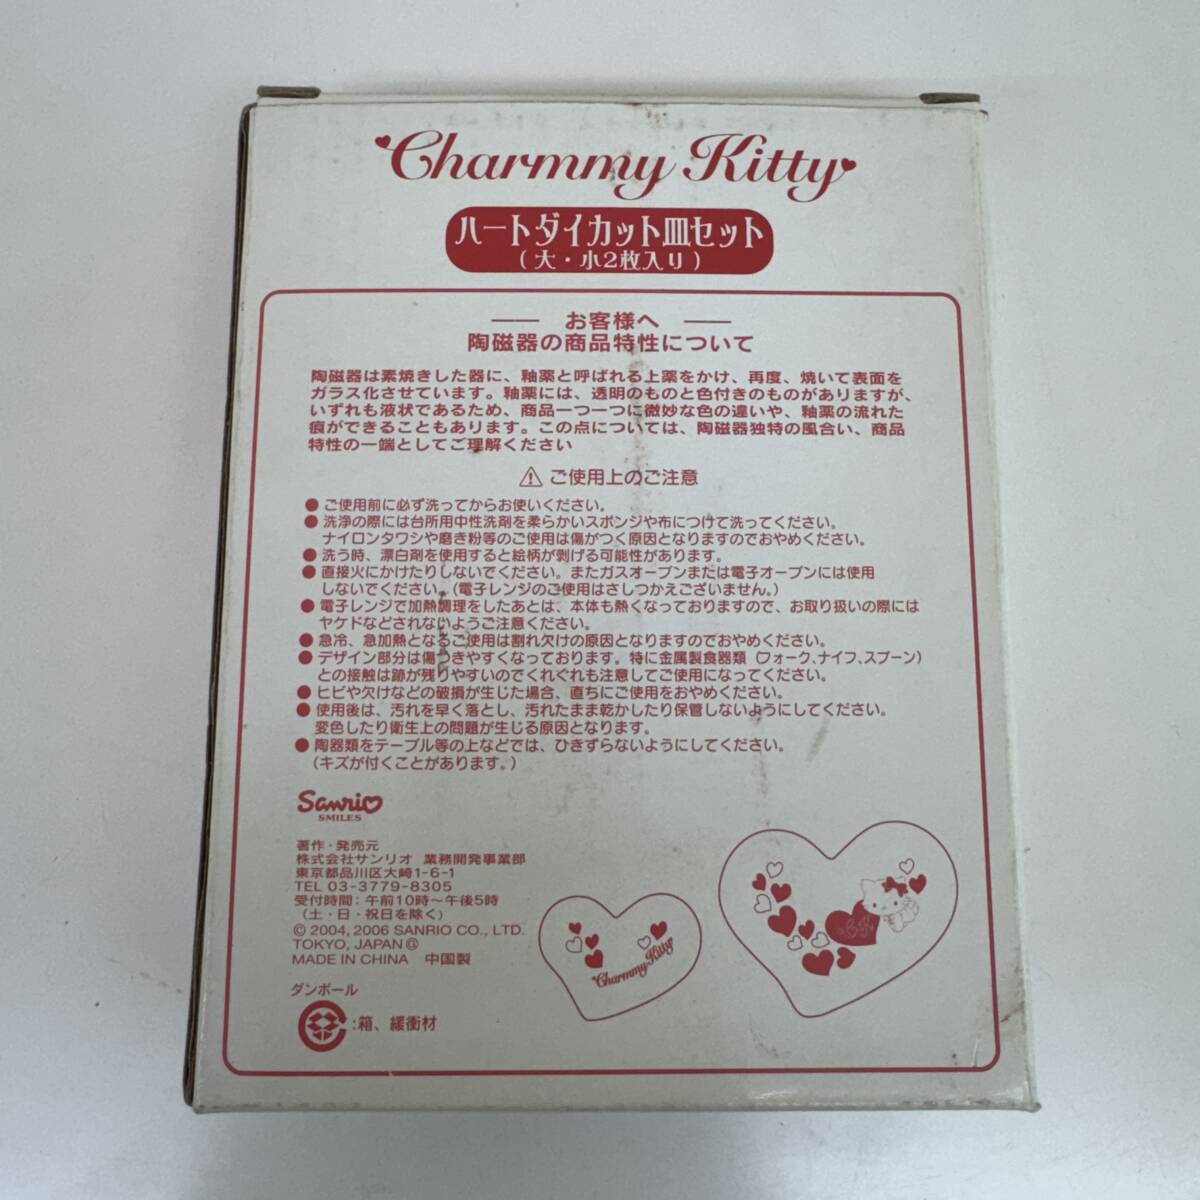 Charmmy Kitty
ハートダイカット皿セット
(大・小2枚入り)
お客様へ
陶磁器の商品特性について
陶磁器は素焼きした器に、釉薬と呼ばれる上薬をかけ、再度、焼いて表面を
ガラス化させています。釉薬には、透明のものと色付きのものがありますが、
いずれも液状であるため、商品一つ一つに微妙な色の違いや、釉薬の流れた
痕ができることもあります。この点については、陶磁器独特の風合い、商品
特性の一端としてご理解ください
⚠ ご使用上のご注意
● ご使用前に必ず洗ってからお使いください。
● 洗浄の際には台所用中性洗剤を柔らかいスポンジや布につけて洗ってください。
ナイロンタワシや磨き粉等のご使用は傷がつく原因となりますのでおやめください。
● 洗う時、漂白剤を使用すると絵柄が剥げる可能性があります。
● 直接火にかけたりしないでください。またガスオーブンまたは電子オーブンには使用
しないでください。(電子レンジのご使用はさしつかえございません。)
● 電子レンジで加熱調理をしたあとは、本体も熱くなっておりますので、お取り扱いの際には
ヤケドなどされないようご注意ください。
● 急冷、急加熱となるご使用は割れ欠けの原因となりますのでおやめください。
● デザイン部分は傷つきやすくなっております。特に金属製食器類(フォーク、ナイフ、スプーン)
との接触は跡が残りやすいのでくれぐれも注意してご使用になってください。
● ヒビや欠けなどの破損が生じた場合、直ちにご使用をおやめください。
● 使用後は、汚れを早く落とし、汚れたまま乾かしたり保管しないようにしてください。
変色したり衛生上の問題が生じる原因となります。
● 陶器類をテーブル等の上などでは、ひきずらないようにしてください。
(キズが付くことがあります。)
Sanrio
SMILES
著作・発売元
株式会社サンリオ 業務開発事業部
東京都品川区大崎1-6-1
TEL 03-3779-8305
受付時間:午前10時〜午後5時
(土・日・祝日を除く)
© 2004, 2006 SANRIO CO., LTD.
TOKYO, JAPAN Ⓖ
MADE IN CHINA 中国製
ダンボール
:箱、緩衝材
Charmmy Kitty